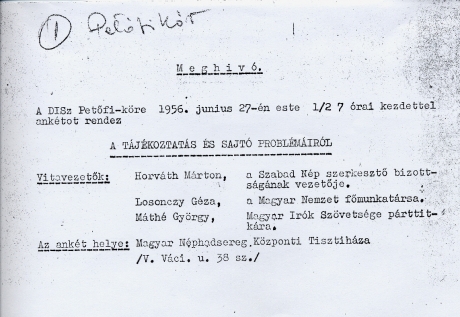 1 Petőfi Kör
Meghívó.
A DISz Petőfi-köre 1956. junius 27-én este 1/2 7 órai kezdettel
ankétot rendez
A TÁJÉKOZTATÁS ÉS SAJTÓ PROBLÉMÁIRÓL
Vitavezetők: Horváth Márton, a Szabad Nép szerkesztő bizott-
ságának vezetője.
Losonczy Géza, a Magyar Nemzet főmunkatársa.
Máthé György, Magyar Irók Szövetsége párttit-
kára.
Az ankét helye: Magyar Néphadsereg Központi Tisztiháza
/V. Váci. u. 38 sz./